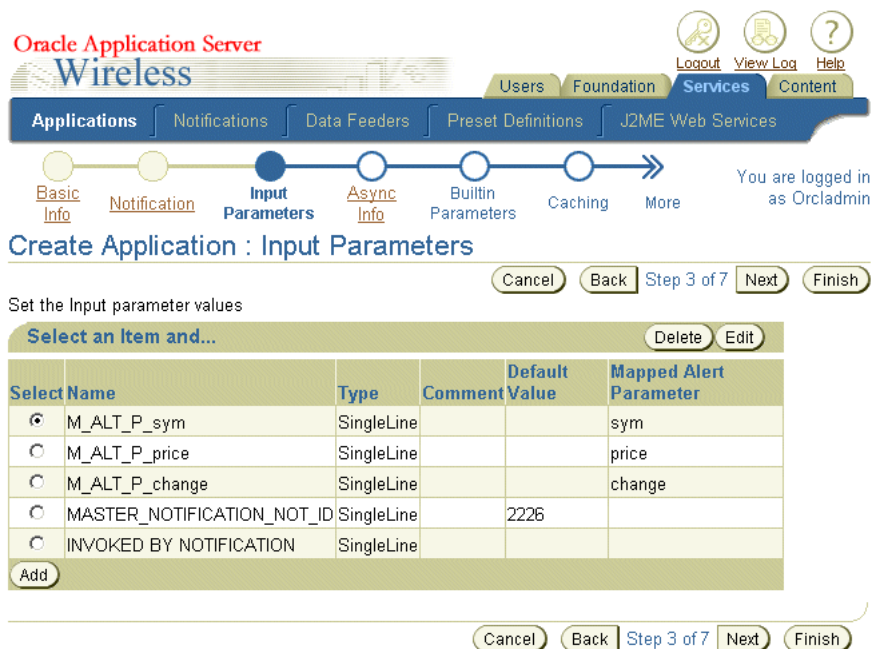 Oracle Application Server
Wireless
Logout View Log Help
Users Foundation Services Content
Applications Notifications Data Feeders Preset Definitions J2ME Web Services
Basic Info Notification Input Parameters Async Info Builtin Parameters Caching More
You are logged in as Orcladmin
Create Application : Input Parameters
Cancel Back Step 3 of 7 Next Finish
Set the Input parameter values
Select an Item and... Delete Edit
Select Name Type Comment Default Value Mapped Alert Parameter
M_ALT_P_sym SingleLine sym
M_ALT_P_price SingleLine price
M_ALT_P_change SingleLine change
MASTER_NOTIFICATION_NOT_ID SingleLine 2226
INVOKED BY NOTIFICATION SingleLine
Add
Cancel Back Step 3 of 7 Next Finish